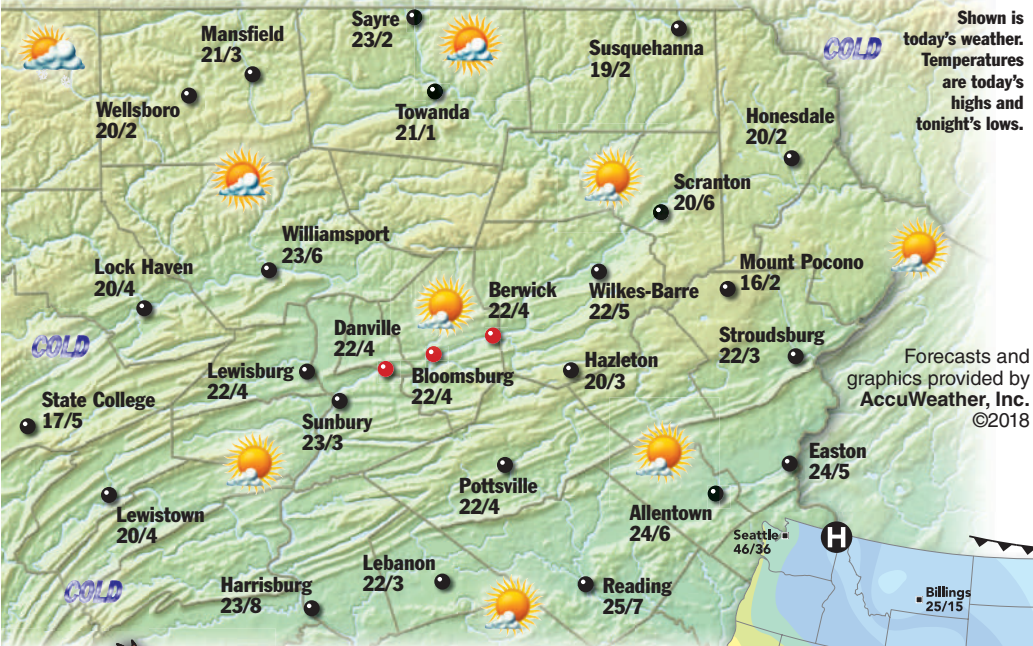 Sayre
23/2
Mansfield
21/3
Susquehanna
19/2
COLD
Shown is
today's weather.
Temperatures
are today's
highs and
tonight's lows.
Wellsboro
20/2
Towanda
21/1
Honesdale
20/2
Scranton
20/6
Williamsport
23/6
Lock Haven
20/4
Mount Pocono
16/2
Berwick
22/4
Wilkes-Barre
22/5
Danville
22/4
COLD
Stroudsburg
22/3
Lewisburg
22/4
Bloomsburg
22/4
Hazleton
20/3
Forecasts and
graphics provided by
AccuWeather, Inc.
©2018
State College
17/5
Sunbury
23/3
Easton
24/5
Pottsville
22/4
Lewistown
20/4
Allentown
24/6
Seattle
46/36
H
Lebanon
22/3
COLD
Harrisburg
23/8
Reading
25/7
Billings
25/15